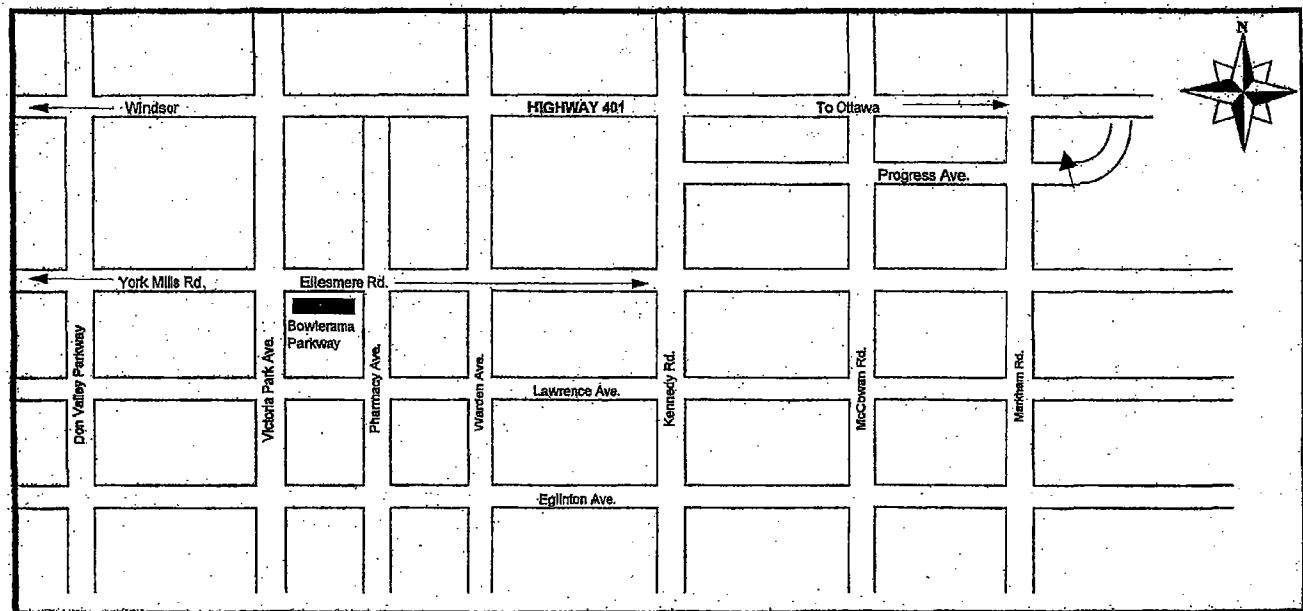 N
Windsor
HIGHWAY 401
To Ottawa
Progress Ave.
York Mills Rd.
Ellesmere Rd.
Bowlerama
Parkway
Don Valley Parkway
Victoria Park Ave.
Pharmacy Ave.
Warden Ave.
Kennedy Rd.
McCowan Rd.
Markham Rd.
Lawrence Ave.
Eglinton Ave.